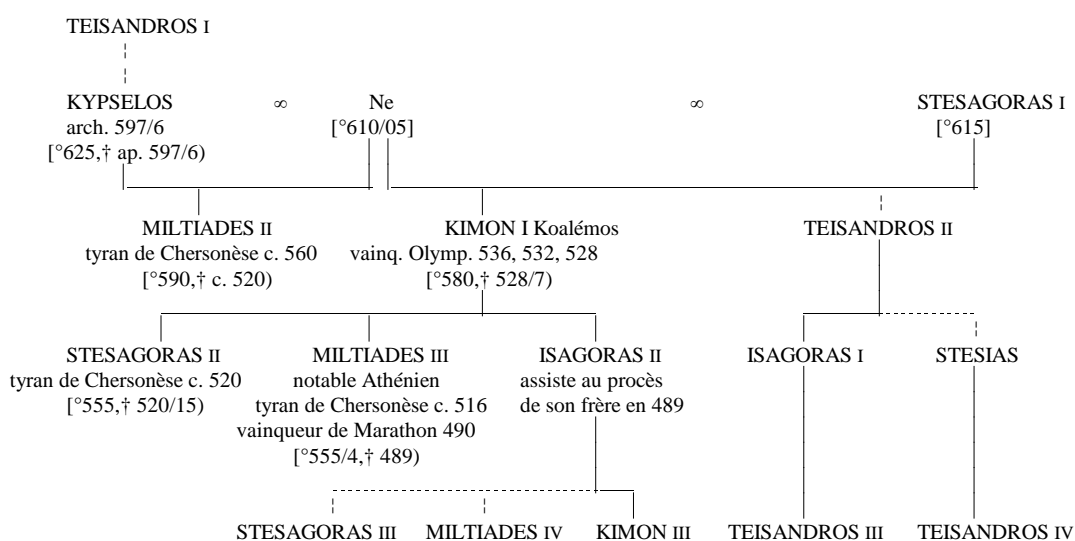 TEISANDROS I
KYPSELOS ∞ Ne ∞ STESAGORAS I
arch. 597/6 [°610/05] [°615]
[°625,† ap. 597/6)
MILTIADES II KIMON I Koalémos TEISANDROS II
tyran de Chersonèse c. 560 vainq. Olymp. 536, 532, 528
[°590,† c. 520) [°580,† 528/7)
STESAGORAS II MILTIADES III ISAGORAS II ISAGORAS I STESIAS
tyran de Chersonèse c. 520 notable Athénien assiste au procès
[°555,† 520/15) tyran de Chersonèse c. 516 de son frère en 489
vainqueur de Marathon 490
[°555/4,† 489)
STESAGORAS III MILTIADES IV KIMON III TEISANDROS III TEISANDROS IV